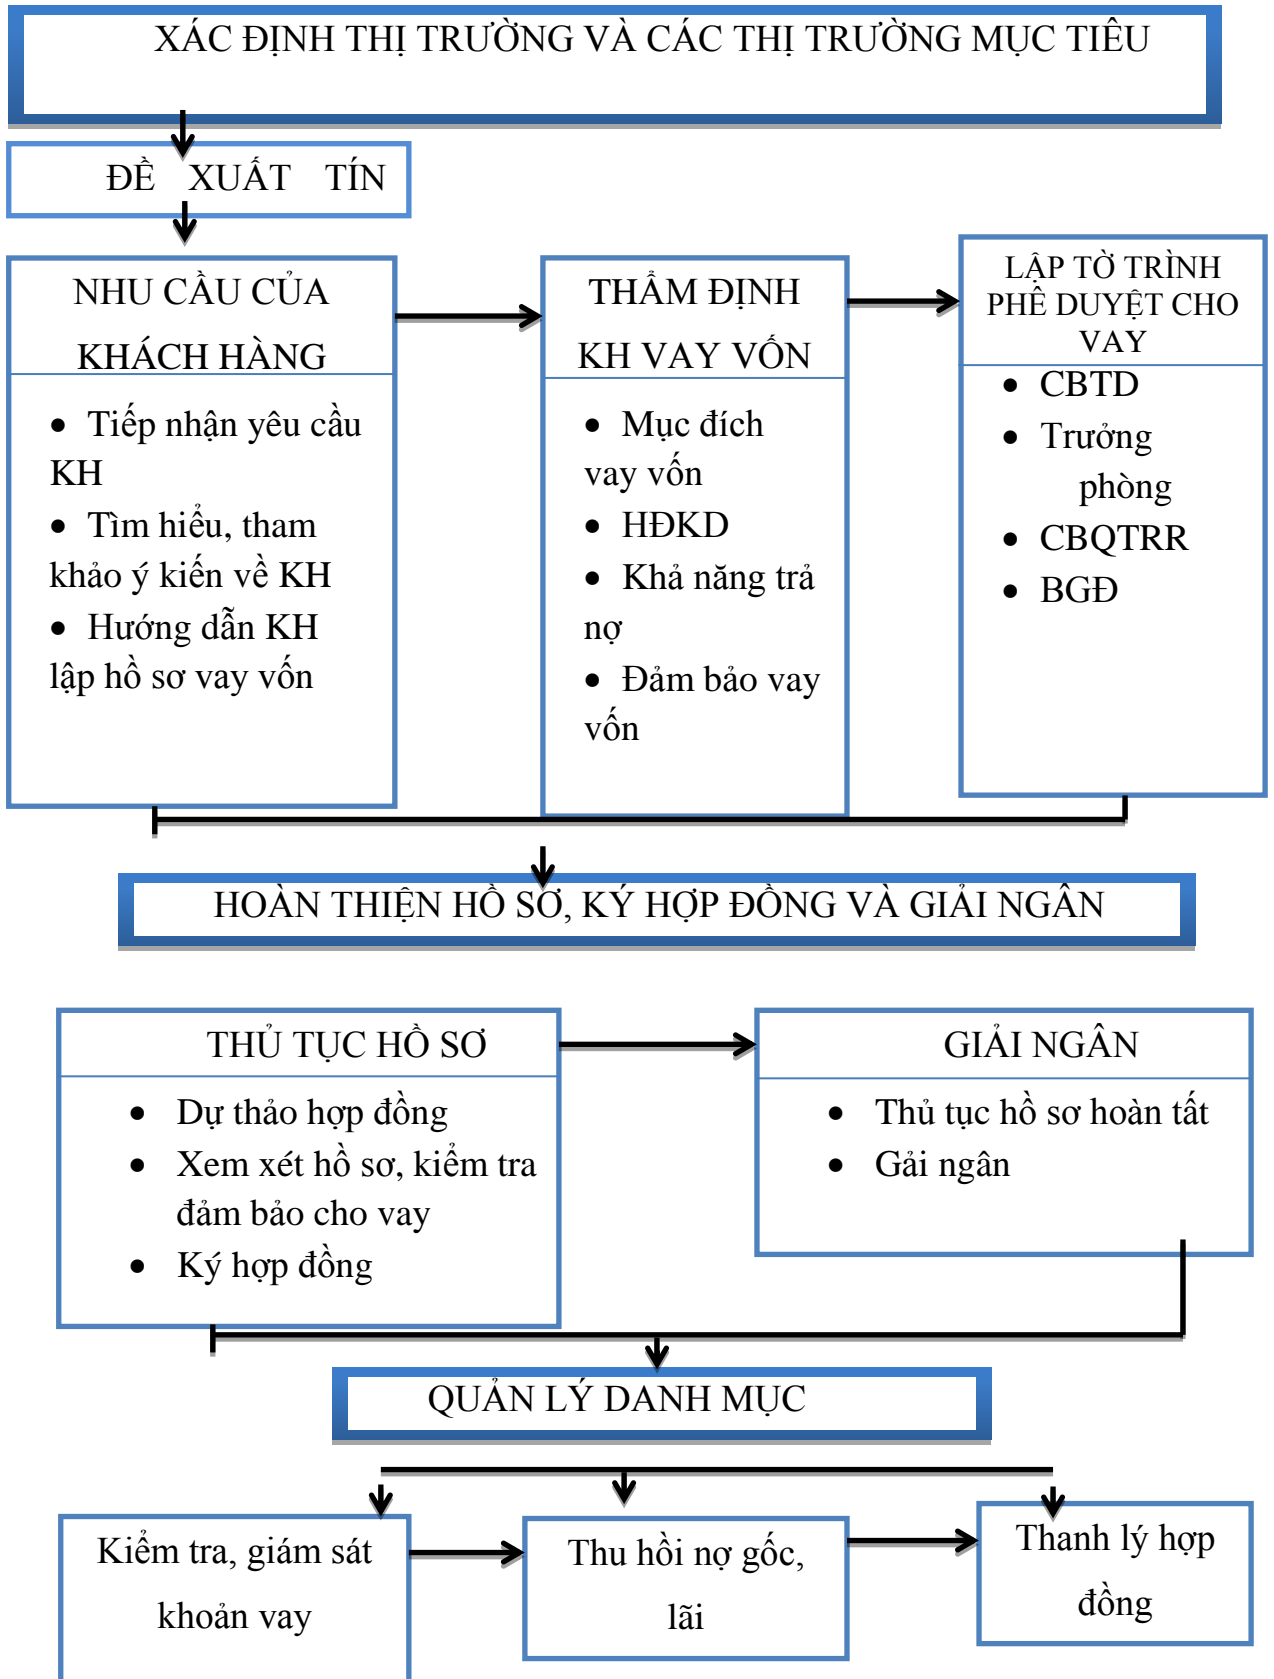 XÁC ĐỊNH THỊ TRƯỜNG VÀ CÁC THỊ TRƯỜNG MỤC TIÊU
ĐỀ XUẤT TÍN
NHU CẦU CỦA
KHÁCH HÀNG
• Tiếp nhận yêu cầu
KH
• Tìm hiểu, tham
khảo ý kiến về KH
• Hướng dẫn KH
lập hồ sơ vay vốn
THẨM ĐỊNH
KH VAY VỐN
• Mục đích
vay vốn
• HĐKD
• Khả năng trả
nợ
• Đảm bảo vay
vốn
LẬP TỜ TRÌNH
PHÊ DUYỆT CHO
VAY
• CBTD
• Trưởng
phòng
• CBQTRR
• BGĐ
HOÀN THIỆN HỒ SƠ, KÝ HỢP ĐỒNG VÀ GIẢI NGÂN
THỦ TỤC HỒ SƠ
• Dự thảo hợp đồng
• Xem xét hồ sơ, kiểm tra
đảm bảo cho vay
• Ký hợp đồng
GIẢI NGÂN
• Thủ tục hồ sơ hoàn tất
• Gải ngân
QUẢN LÝ DANH MỤC
Kiểm tra, giám sát
khoản vay
Thu hồi nợ gốc,
lãi
Thanh lý hợp
đồng